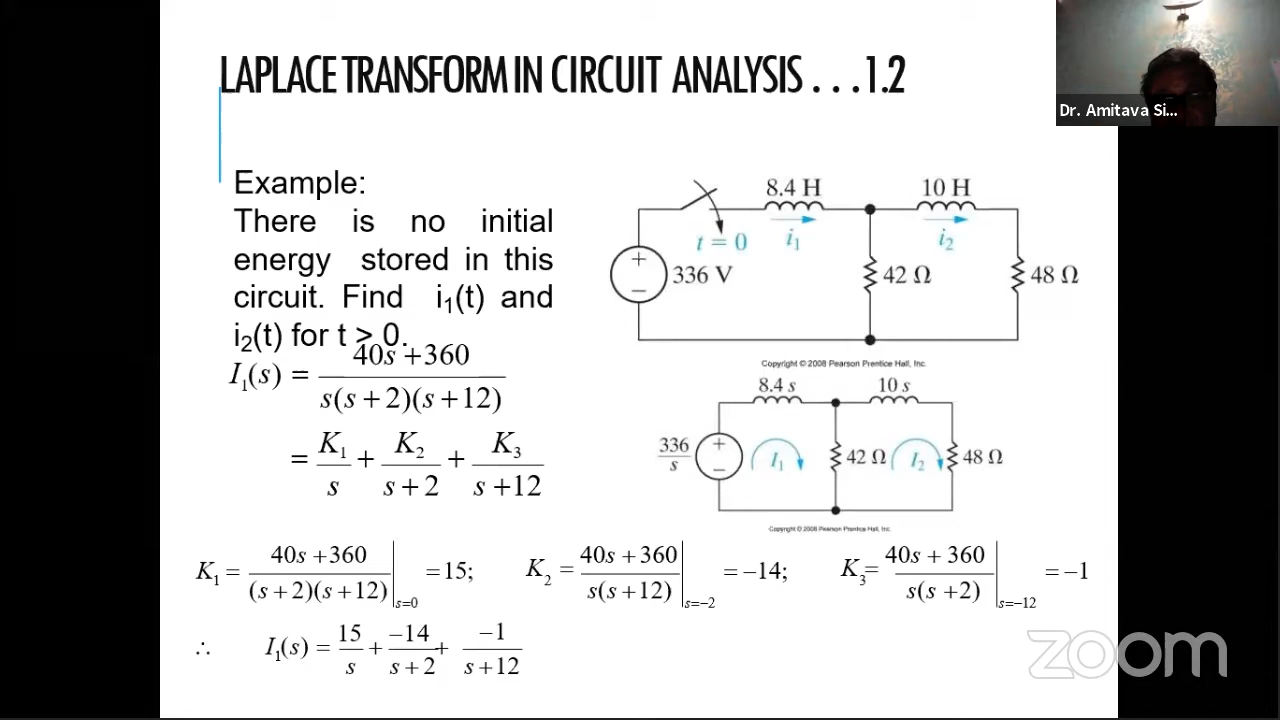 LAPLACE TRANSFORM IN CIRCUIT ANALYSIS . . .1.2
Dr. Amitava Si...
Example:
There is no initial
energy stored in this
circuit. Find i₁(t) and
i₂(t) for t > 0.
I₁(s) = (40s + 360) / (s(s + 2)(s + 12))
= K₁/s + K₂/(s + 2) + K₃/(s + 12)
8.4 H
10 H
t = 0
i₁
i₂
+
−
336 V
42 Ω
48 Ω
Copyright © 2008 Pearson Prentice Hall, Inc.
8.4 s
10 s
336/s
+
−
I₁
42 Ω
I₂
48 Ω
Copyright © 2008 Pearson Prentice Hall, Inc.
K₁ = (40s + 360) / ((s + 2)(s + 12)) |s=0 = 15;
K₂ = (40s + 360) / (s(s + 12)) |s=−2 = −14;
K₃= (40s + 360) / (s(s + 2)) |s=−12 = −1
∴ I₁(s) = 15/s + −14/(s + 2) + −1/(s + 12)
zoom